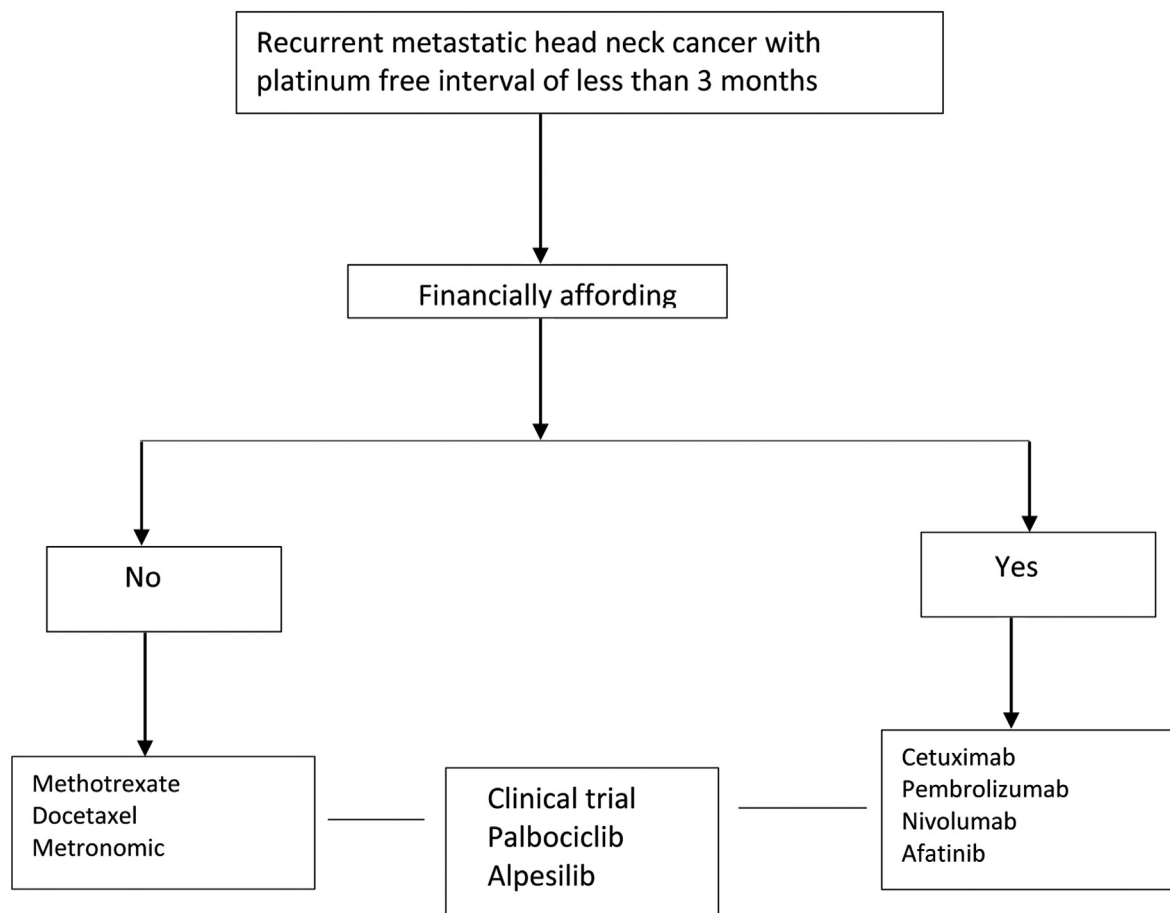 Recurrent metastatic head neck cancer with
platinum free interval of less than 3 months
Financially affording
No
Yes
Methotrexate
Docetaxel
Metronomic
Clinical trial
Palbociclib
Alpesilib
Cetuximab
Pembrolizumab
Nivolumab
Afatinib